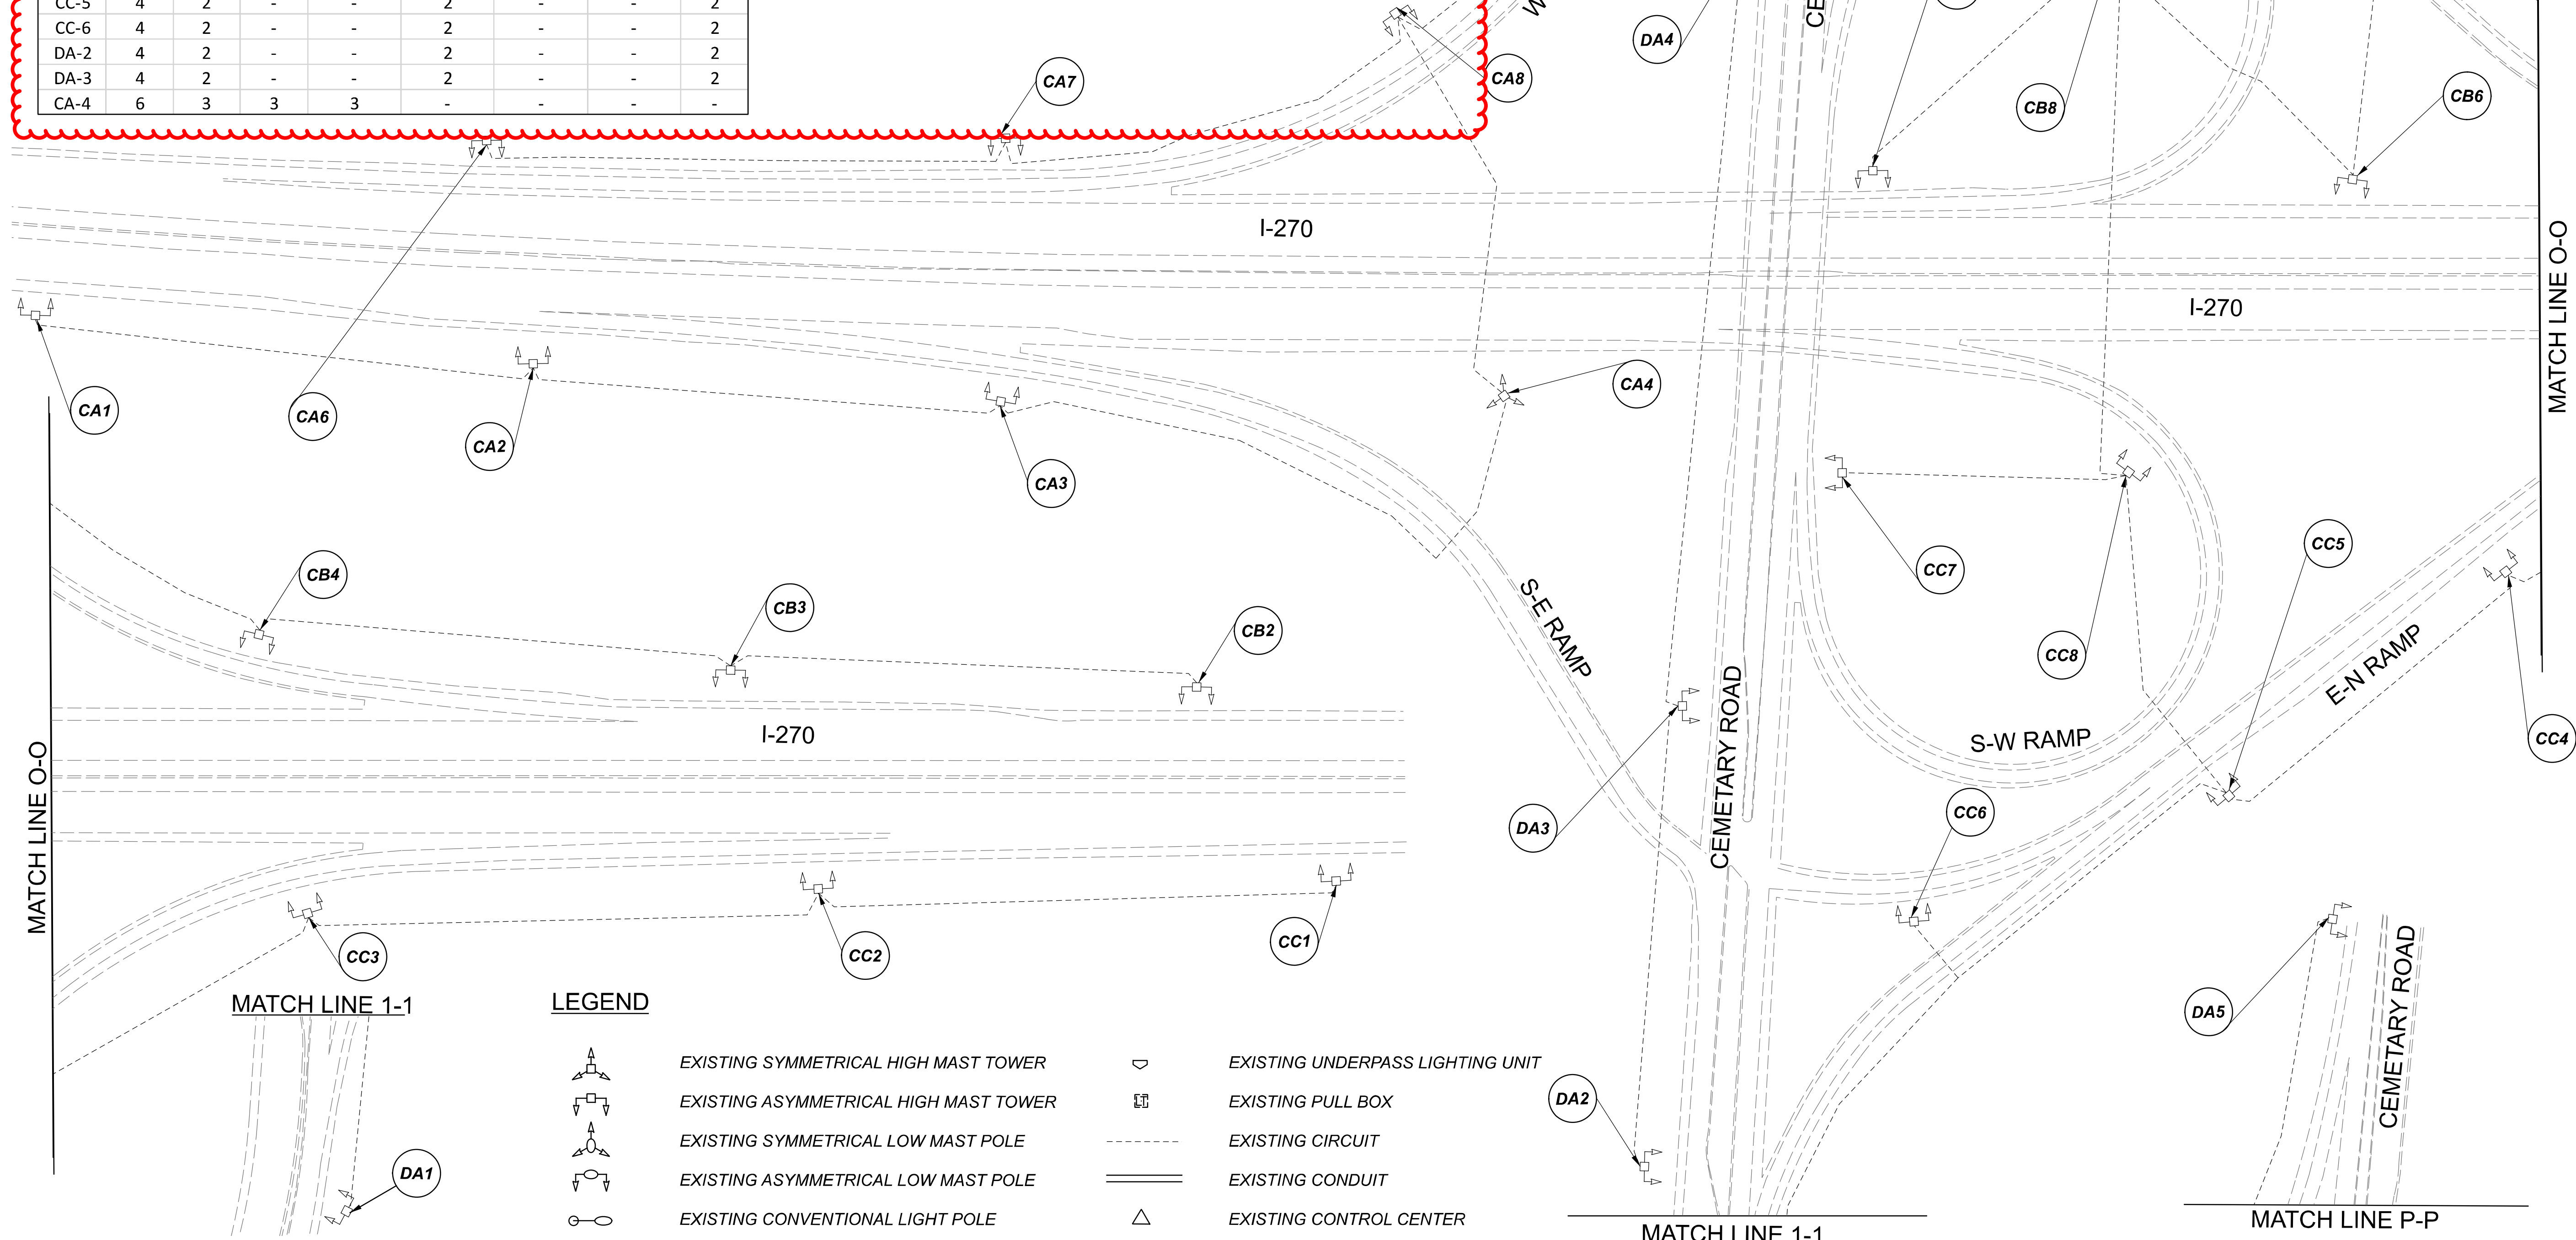 CC-5 4 2 - - 2 - - 2
CC-6 4 2 - - 2 - - 2
DA-2 4 2 - - 2 - - 2
DA-3 4 2 - - 2 - - 2
CA-4 6 3 3 3 - - - -
CA7
CA8
DA4
CE
W
CB8
CB6
I-270
I-270
MATCH LINE O-O
CA1
CA6
CA2
CA3
CA4
CC7
CC8
CC5
CC4
CB4
CB3
CB2
S-E RAMP
E-N RAMP
S-W RAMP
CEMETARY ROAD
I-270
MATCH LINE O-O
DA3
CC6
CC3
CC2
CC1
DA5
CEMETARY ROAD
MATCH LINE 1-1
DA1
LEGEND
EXISTING SYMMETRICAL HIGH MAST TOWER
EXISTING ASYMMETRICAL HIGH MAST TOWER
EXISTING SYMMETRICAL LOW MAST POLE
EXISTING ASYMMETRICAL LOW MAST POLE
EXISTING CONVENTIONAL LIGHT POLE
EXISTING UNDERPASS LIGHTING UNIT
EXISTING PULL BOX
EXISTING CIRCUIT
EXISTING CONDUIT
EXISTING CONTROL CENTER
DA2
MATCH LINE 1-1
MATCH LINE P-P